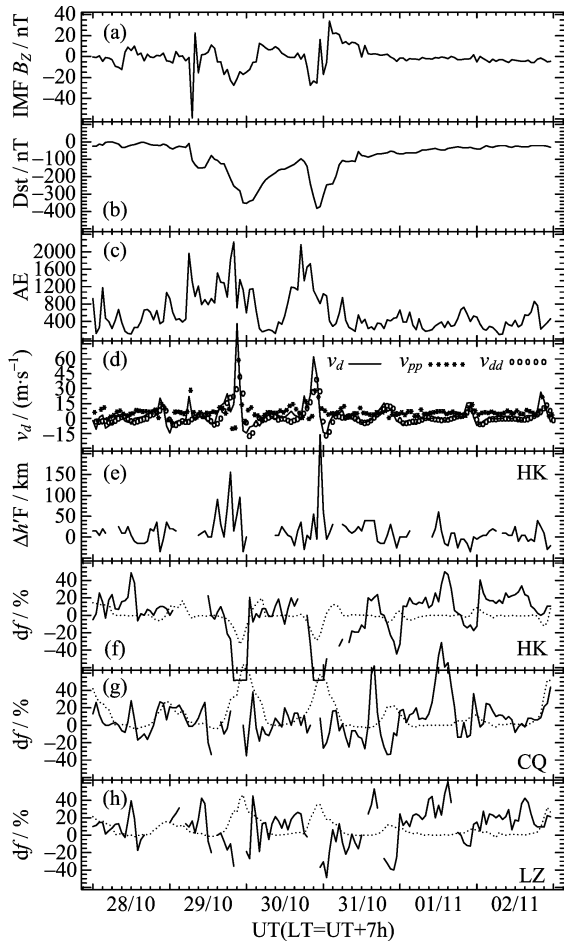 40
20
0
−20
−40
IMF B_Z / nT
(a)
0
−100
−200
−300
−400
Dst / nT
(b)
2000
1600
1200
800
400
AE
(c)
60
45
30
15
0
−15
v_d / (m·s⁻¹)
(d) v_d v_pp v_dd
150
100
50
0
Δh′F / km
(e) HK
40
20
0
−20
−40
df / %
(f) HK
40
20
0
−20
−40
df / %
(g)
CQ
40
20
0
−20
−40
df / %
(h)
LZ
28/10 29/10 30/10 31/10 01/11 02/11
UT(LT=UT+7h)